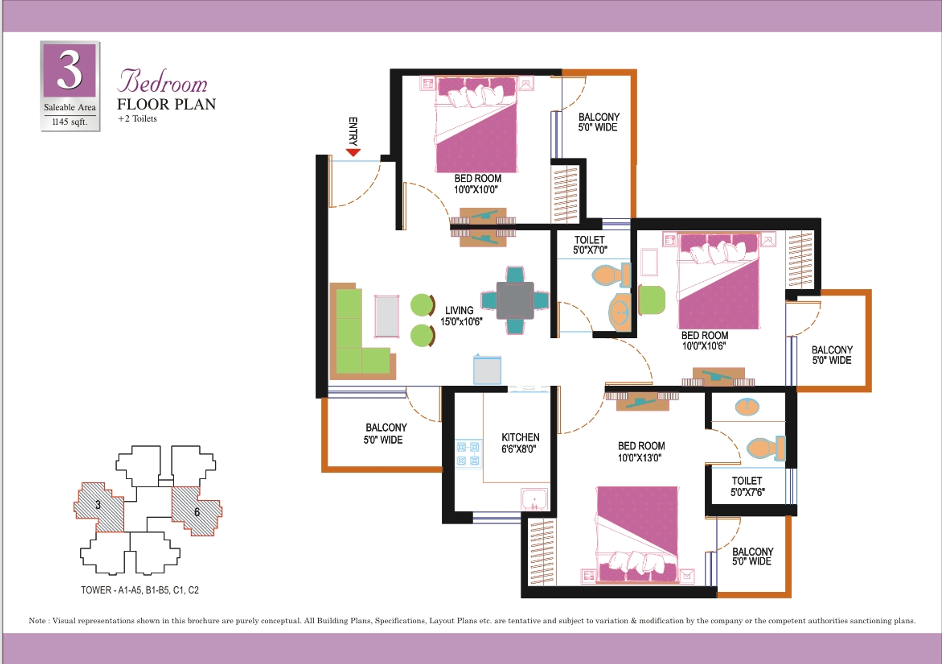 3
Saleable Area
1145 sqft.
Bedroom
FLOOR PLAN
+2 Toilets
ENTRY
BALCONY
5'0" WIDE
BED ROOM
10'0"X10'0"
TOILET
5'0"X7'0"
LIVING
15'0"x10'6"
BED ROOM
10'0"X10'6"
BALCONY
5'0" WIDE
BALCONY
5'0" WIDE
KITCHEN
6'6"X8'0"
BED ROOM
10'0"X13'0"
TOILET
5'0"X7'6"
BALCONY
5'0" WIDE
3
6
TOWER - A1-A5, B1-B5, C1, C2
Note : Visual representations shown in this brochure are purely conceptual. All Building Plans, Specifications, Layout Plans etc. are tentative and subject to variation & modification by the company or the competent authorities sanctioning plans.